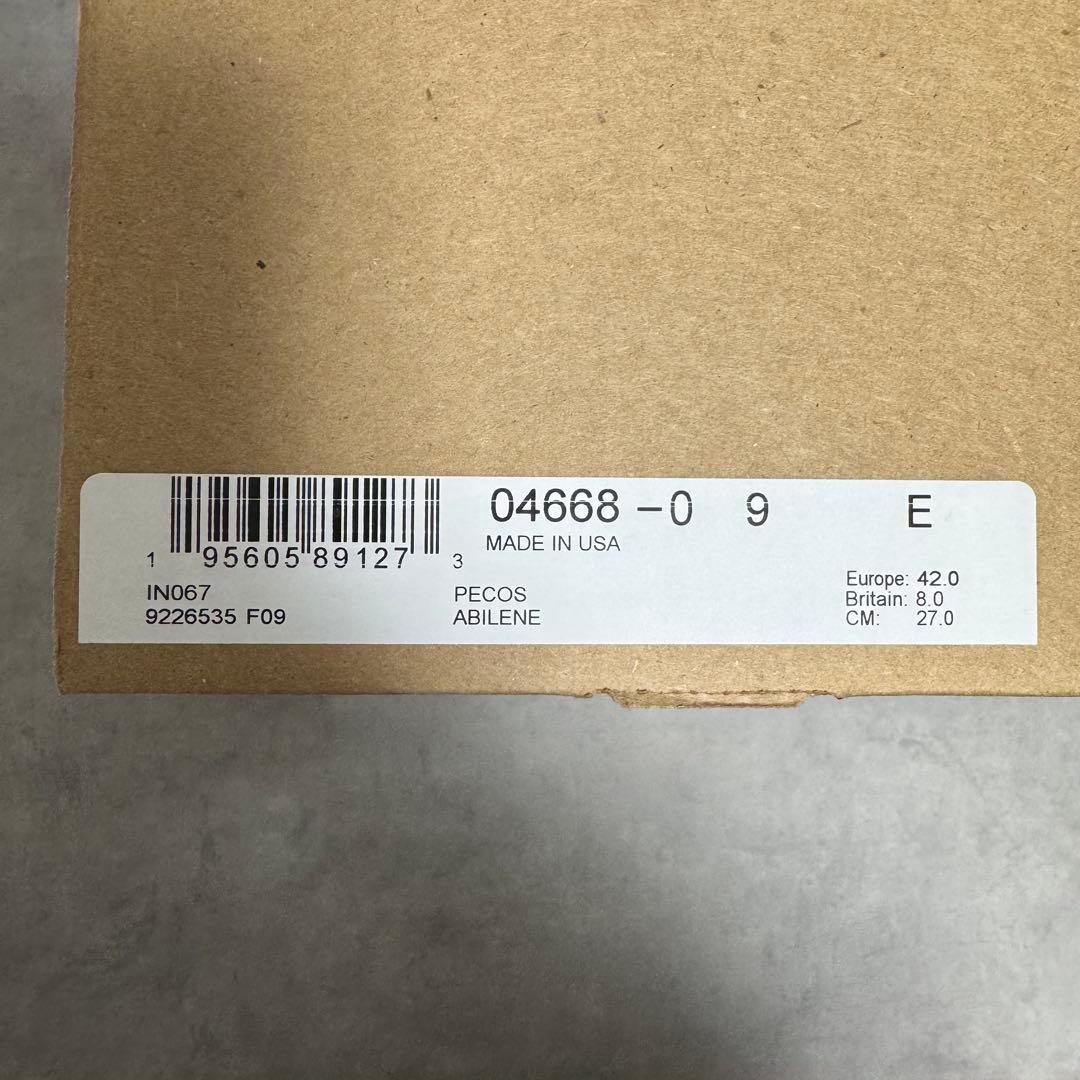 04668 -0 9 E
MADE IN USA
1 95605 89127 3
IN067 PECOS
9226535 F09 ABILENE
Europe: 42.0
Britain: 8.0
CM: 27.0